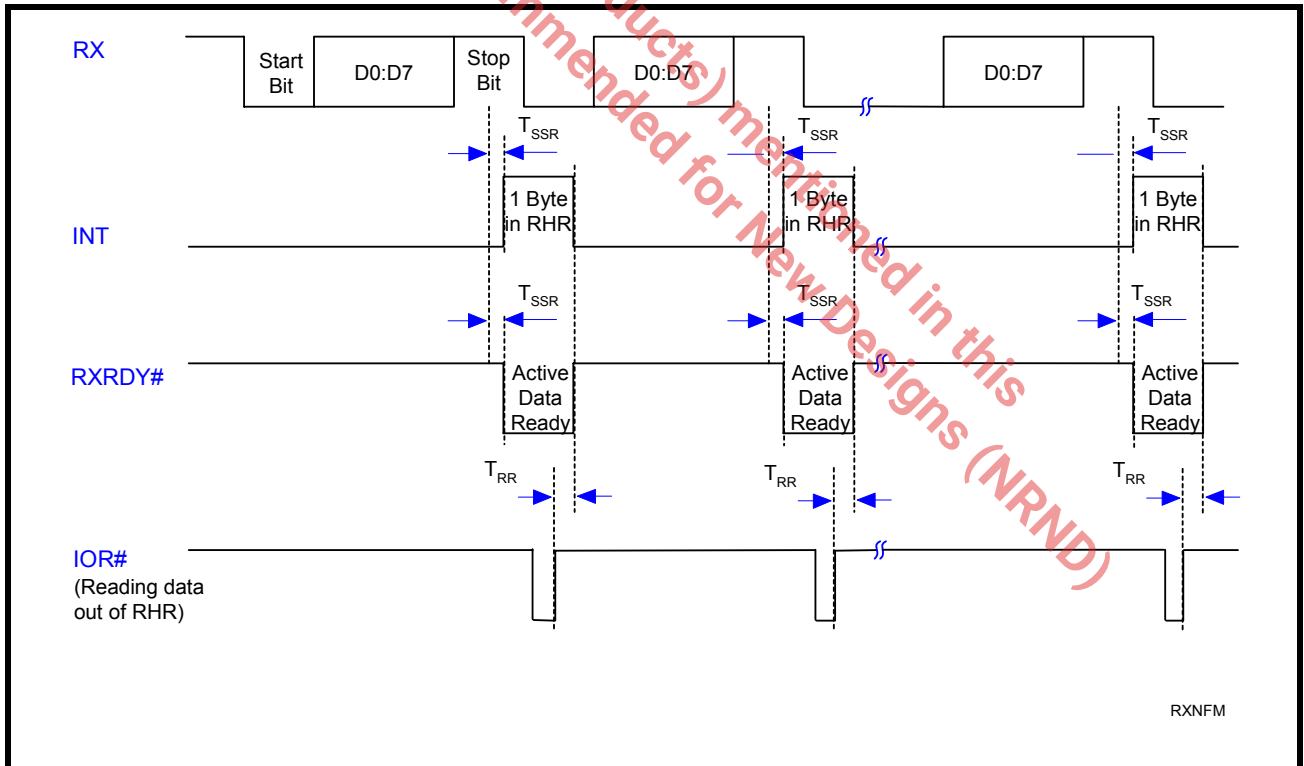 RX
Start
Bit
D0:D7
Stop
Bit
D0:D7
D0:D7
TSSR
TSSR
TSSR
INT
1 Byte
in RHR
1 Byte
in RHR
1 Byte
in RHR
TSSR
TSSR
TSSR
RXRDY#
Active
Data
Ready
Active
Data
Ready
Active
Data
Ready
TRR
TRR
TRR
IOR#
(Reading data
out of RHR)
RXNFM
mentioned in this
for New Designs (NRND)